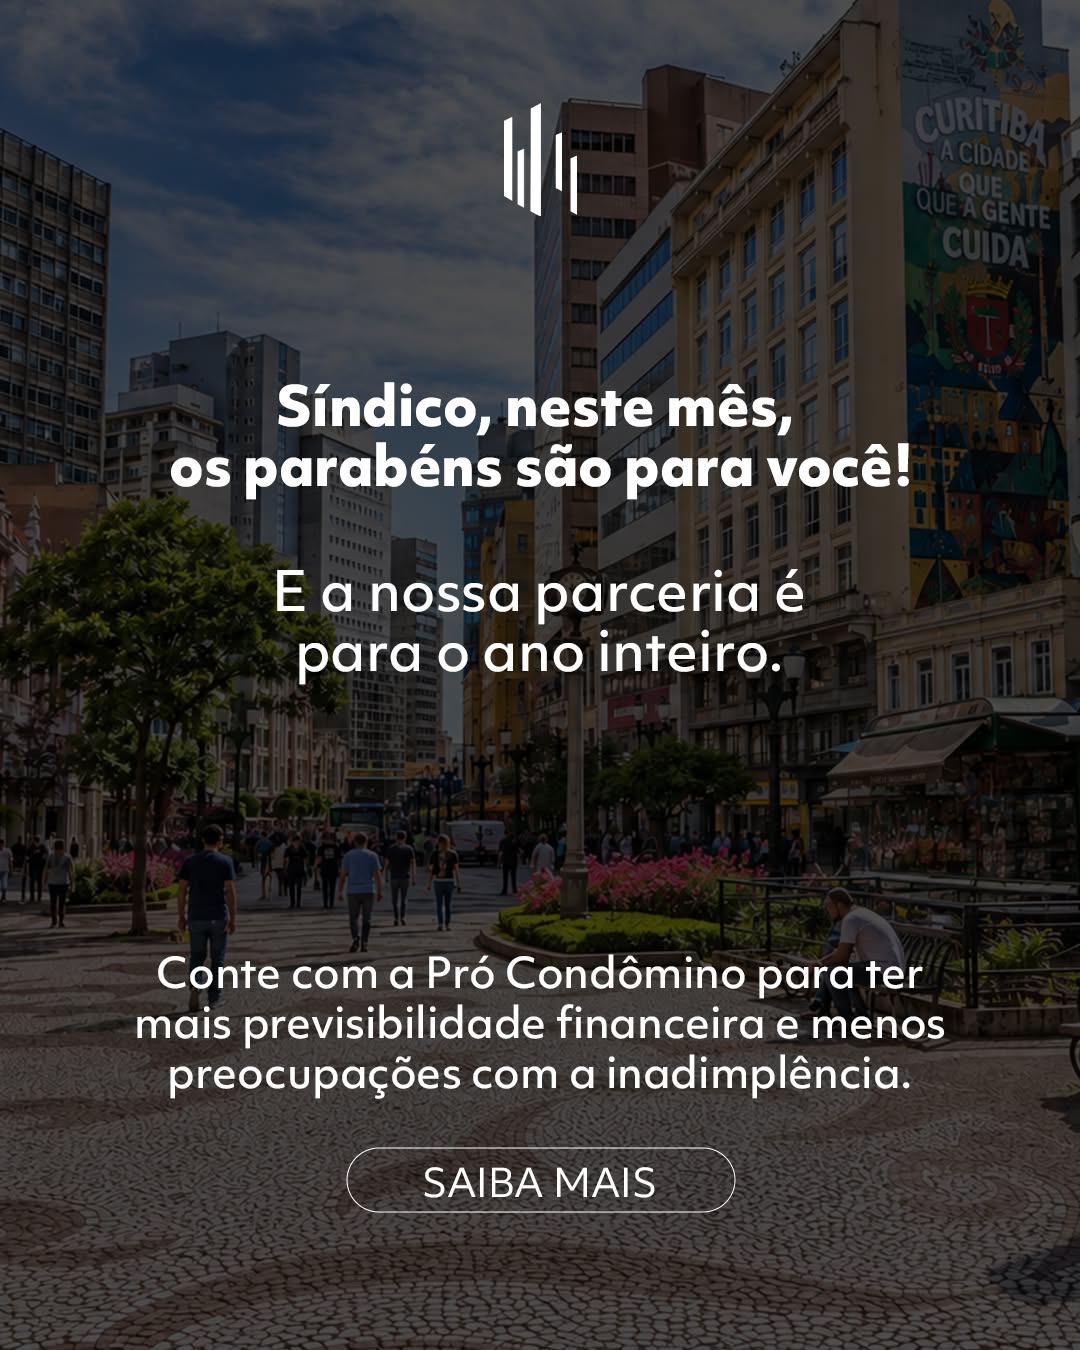 CURITIBA
A CIDADE
QUE
QUE A GENTE
CUIDA
Síndico, neste mês,
os parabéns são para você!
E a nossa parceria é
para o ano inteiro.
Conte com a Pró Condômino para ter
mais previsibilidade financeira e menos
preocupações com a inadimplência.
SAIBA MAIS